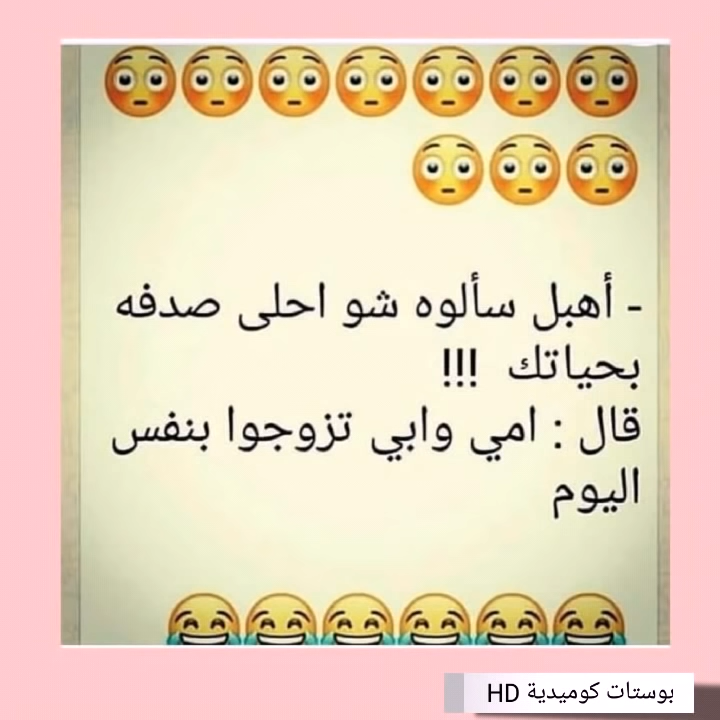 - أهبل سألوه شو احلى صدفه
بحياتك !!!
قال : امي وابي تزوجوا بنفس
اليوم
بوستات كوميدية HD